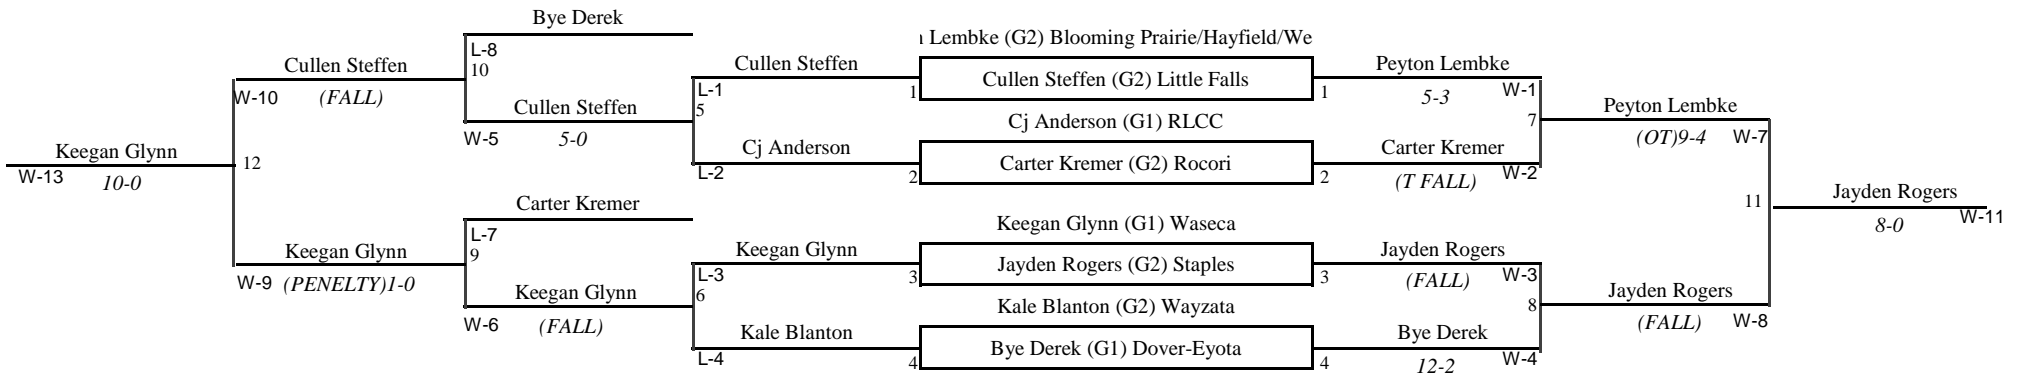 Bye Derek
L-8
10
Cullen Steffen
W-10
(FALL)
Cullen Steffen
W-5
5-0
Keegan Glynn
W-13
10-0
12
Carter Kremer
L-7
9
Keegan Glynn
W-9
(PENELTY)1-0
Keegan Glynn
W-6
(FALL)
Cullen Steffen
L-1
5
1
Cj Anderson
L-2
2
Keegan Glynn
L-3
6
3
Kale Blanton
L-4
4
Lembke (G2) Blooming Prairie/Hayfield/We
Cullen Steffen (G2) Little Falls
Cj Anderson (G1) RLCC
Carter Kremer (G2) Rocori
Keegan Glynn (G1) Waseca
Jayden Rogers (G2) Staples
Kale Blanton (G2) Wayzata
Bye Derek (G1) Dover-Eyota
Peyton Lembke
1
5-3
W-1
7
Carter Kremer
2
(T FALL)
W-2
Jayden Rogers
3
(FALL)
W-3
8
Bye Derek
4
12-2
W-4
Peyton Lembke
(OT)9-4
W-7
11
Jayden Rogers
(FALL)
W-8
Jayden Rogers
8-0
W-11